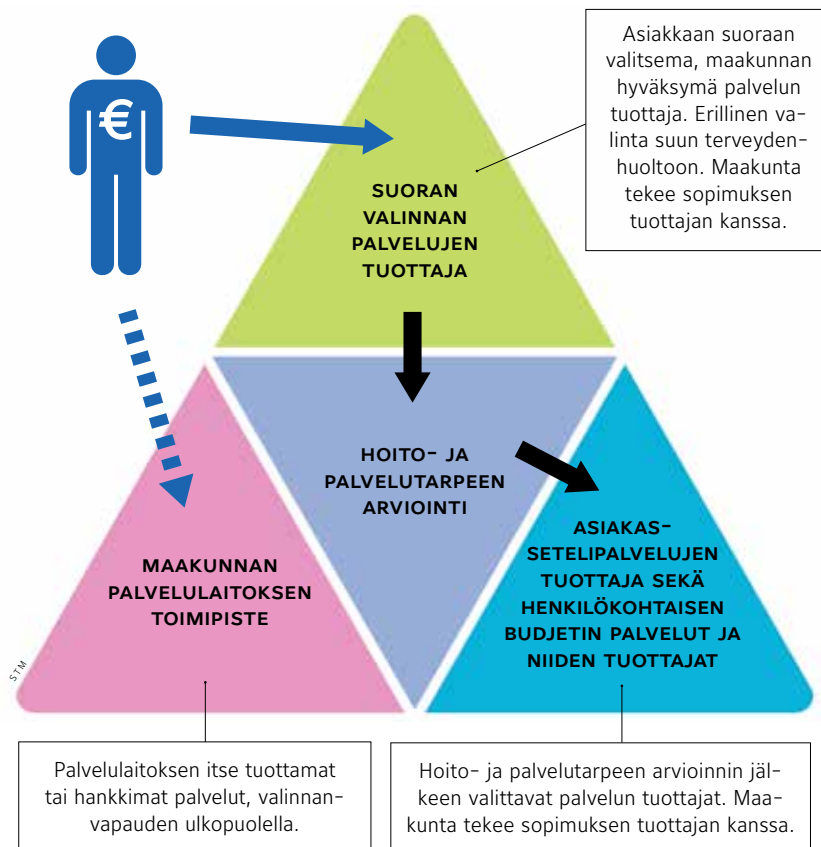 Asiakkaan suoraan
valitsema, maakunnan
hyväksymä palvelun
tuottaja. Erillinen va-
linta suun terveyden-
huoltoon. Maakunta
tekee sopimuksen
tuottajan kanssa.
€
SUORAN
VALINNAN
PALVELUJEN
TUOTTAJA
HOITO- JA
PALVELUTARPEEN
ARVIOINTI
MAAKUNNAN
PALVELULAITOKSEN
TOIMIPISTE
ASIAKAS-
SETELIPALVELUJEN
TUOTTAJA SEKÄ
HENKILÖKOHTAISEN
BUDJETIN PALVELUT JA
NIIDEN TUOTTAJAT
STM
Palvelulaitoksen itse tuottamat
tai hankkimat palvelut, valinnan-
vapauden ulkopuolella.
Hoito- ja palvelutarpeen arvioinnin jäl-
keen valittavat palvelun tuottajat. Maa-
kunta tekee sopimuksen tuottajan kanssa.